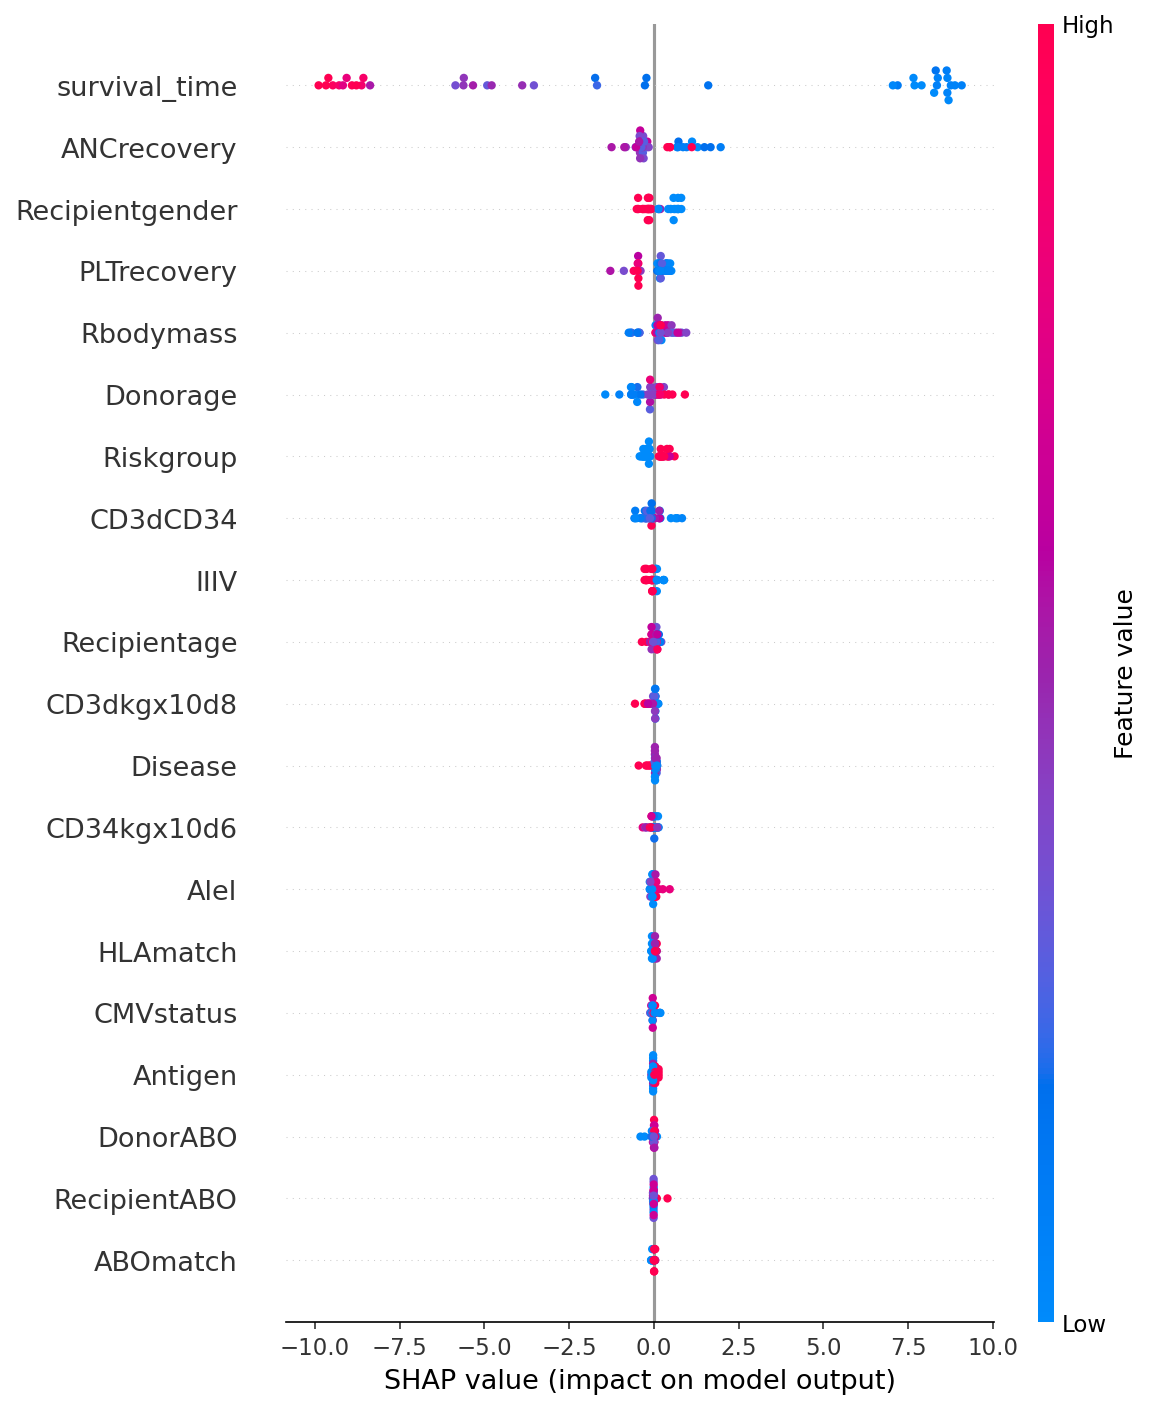 High
survival_time
ANCrecovery
Recipientgender
PLTrecovery
Rbodymass
Donorage
Riskgroup
CD3dCD34
IIIV
Recipientage
CD3dkgx10d8
Disease
CD34kgx10d6
Alel
HLAmatch
CMVstatus
Antigen
DonorABO
RecipientABO
ABOmatch
Feature value
Low
−10.0 −7.5 −5.0 −2.5 0.0 2.5 5.0 7.5 10.0
SHAP value (impact on model output)